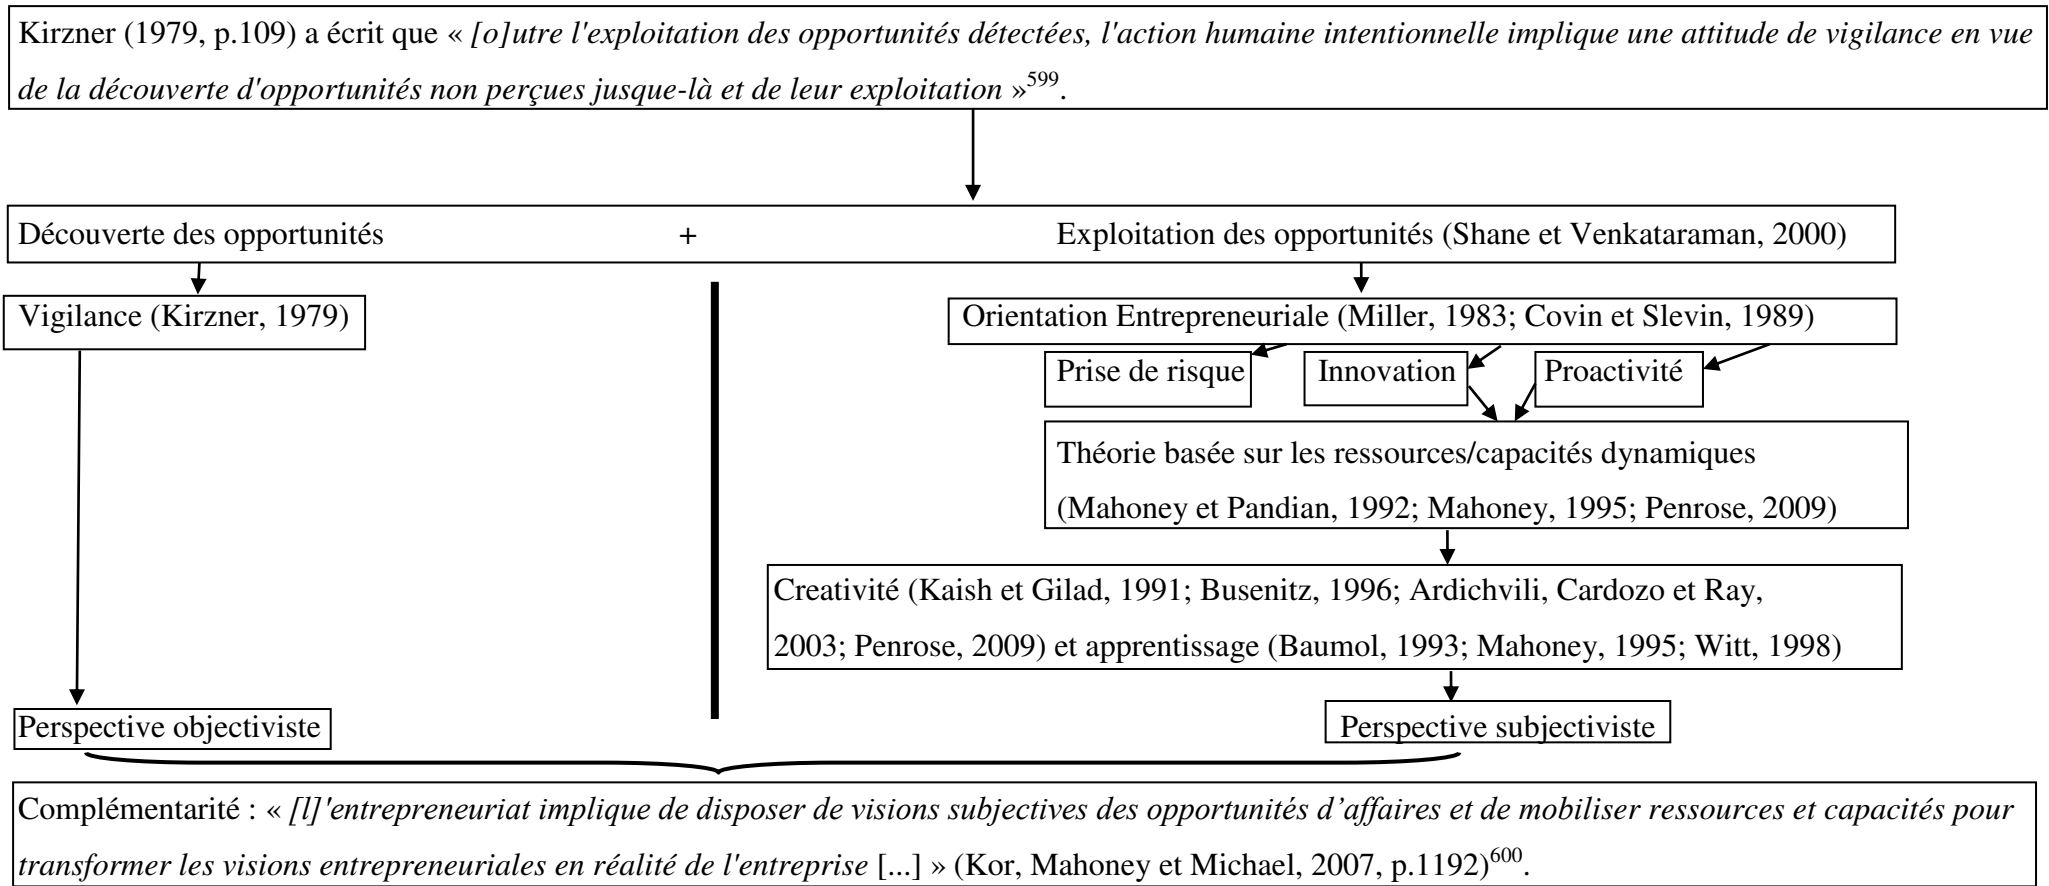 Kirzner (1979, p.109) a écrit que « [o]utre l'exploitation des opportunités détectées, l'action humaine intentionnelle implique une attitude de vigilance en vue
de la découverte d'opportunités non perçues jusque-là et de leur exploitation »599.
Découverte des opportunités + Exploitation des opportunités (Shane et Venkataraman, 2000)
Vigilance (Kirzner, 1979)
Orientation Entrepreneuriale (Miller, 1983; Covin et Slevin, 1989)
Prise de risque
Innovation
Proactivité
Théorie basée sur les ressources/capacités dynamiques
(Mahoney et Pandian, 1992; Mahoney, 1995; Penrose, 2009)
Creativité (Kaish et Gilad, 1991; Busenitz, 1996; Ardichvili, Cardozo et Ray,
2003; Penrose, 2009) et apprentissage (Baumol, 1993; Mahoney, 1995; Witt, 1998)
Perspective objectiviste
Perspective subjectiviste
Complémentarité : « [l]'entrepreneuriat implique de disposer de visions subjectives des opportunités d’affaires et de mobiliser ressources et capacités pour
transformer les visions entrepreneuriales en réalité de l'entreprise [...] » (Kor, Mahoney et Michael, 2007, p.1192)600.